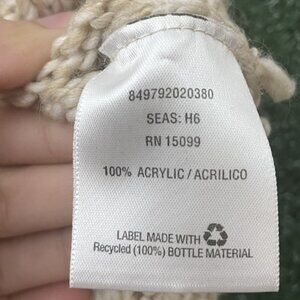 849792020380
SEAS: H6
RN 15099
100% ACRYLIC / ACRILICO
LABEL MADE WITH
Recycled (100%) BOTTLE MATERIAL